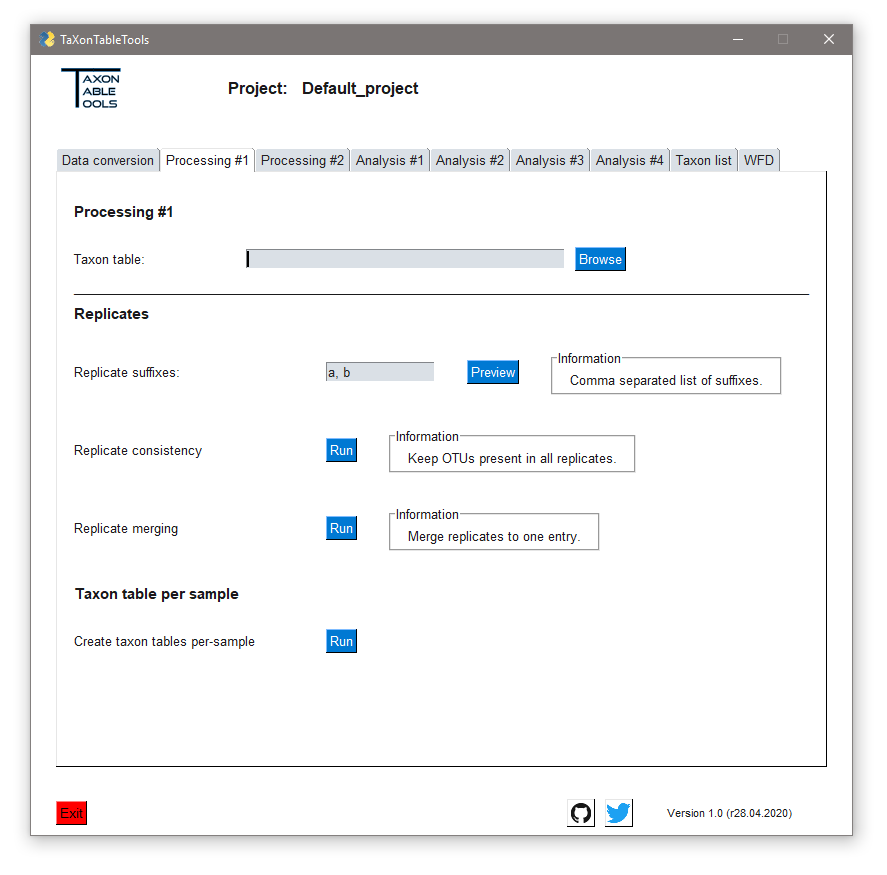 TaXonTableTools
TAXON
TABLE
TOOLS
Project: Default_project
Data conversion Processing #1 Processing #2 Analysis #1 Analysis #2 Analysis #3 Analysis #4 Taxon list WFD
Processing #1
Taxon table: Browse
Replicates
Information
Replicate suffixes: a, b Preview Comma separated list of suffixes.
Information
Replicate consistency Run Keep OTUs present in all replicates.
Information
Replicate merging Run Merge replicates to one entry.
Taxon table per sample
Create taxon tables per-sample Run
Exit Version 1.0 (r28.04.2020)